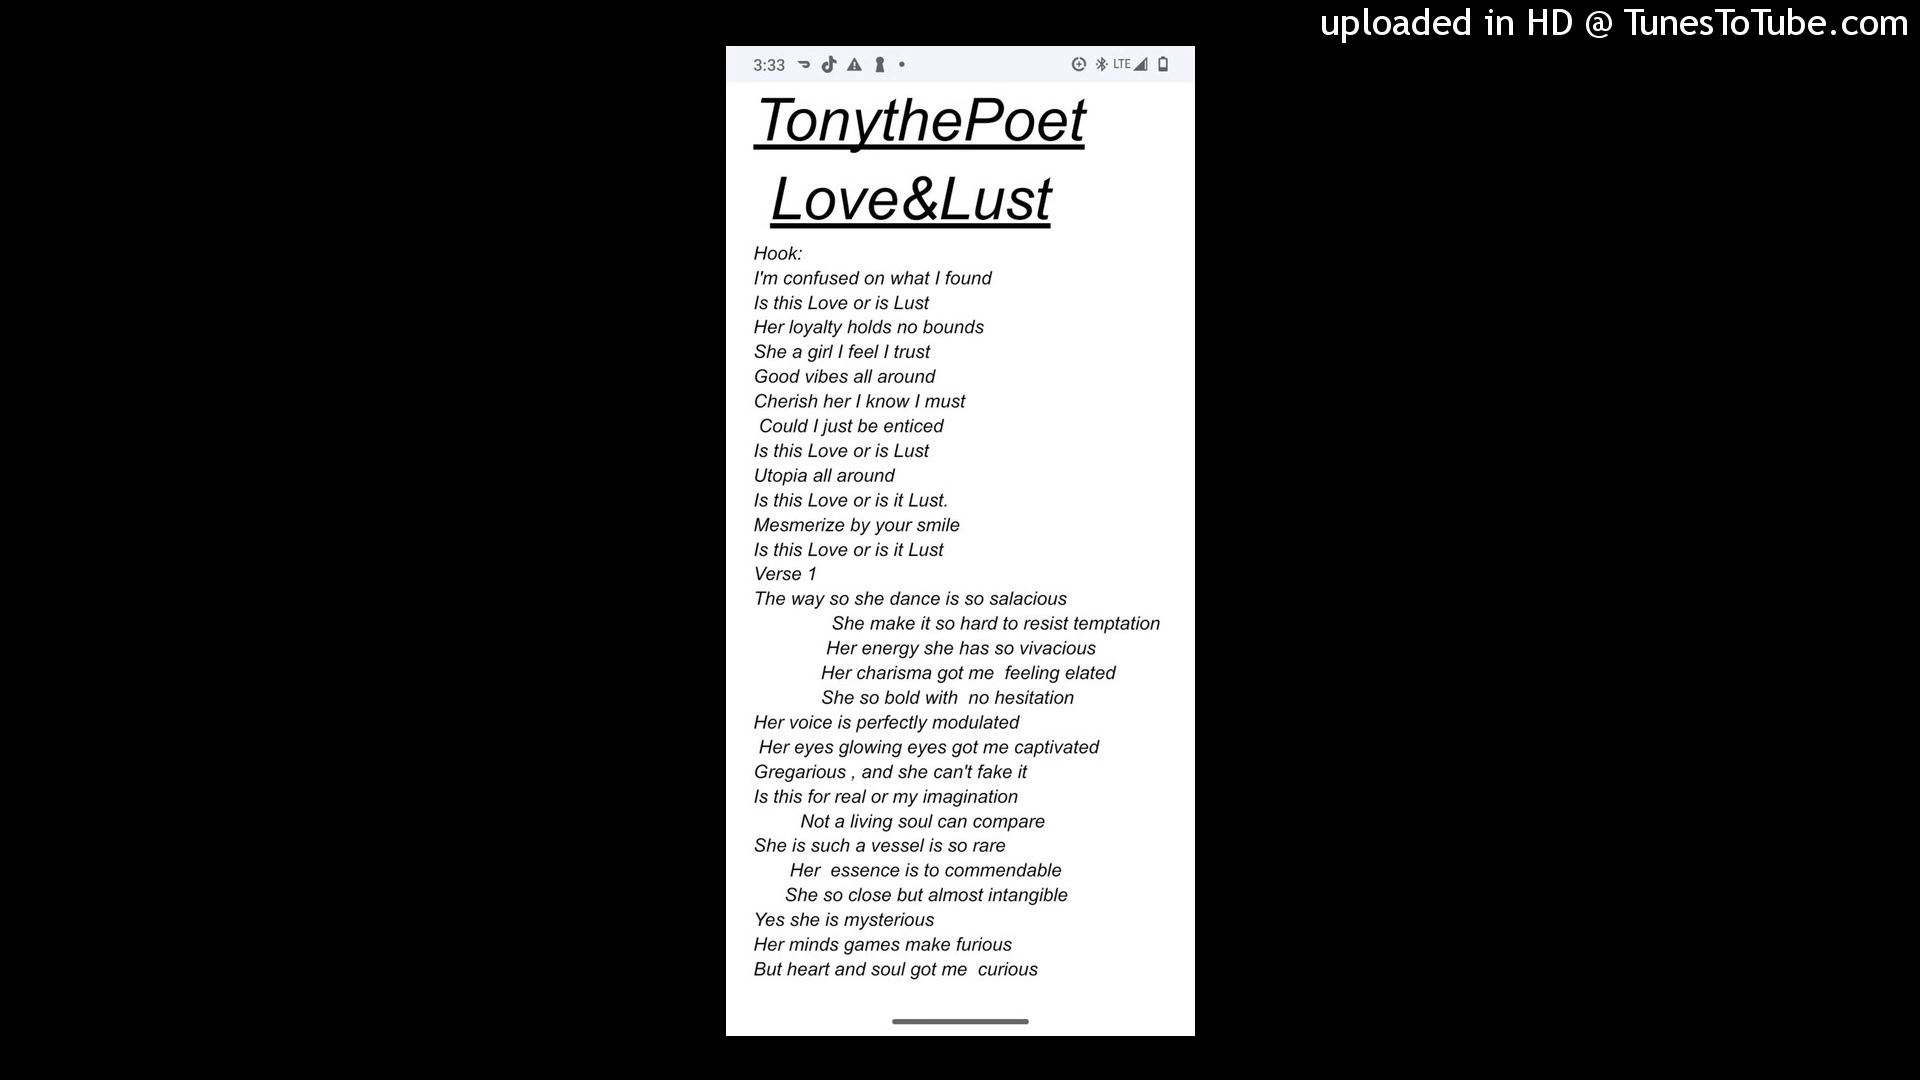 uploaded in HD @ TunesToTube.com
3:33 LTE
TonythePoet
Love&Lust
Hook:
I'm confused on what I found
Is this Love or is Lust
Her loyalty holds no bounds
She a girl I feel I trust
Good vibes all around
Cherish her I know I must
Could I just be enticed
Is this Love or is Lust
Utopia all around
Is this Love or is it Lust.
Mesmerize by your smile
Is this Love or is it Lust
Verse 1
The way so she dance is so salacious
She make it so hard to resist temptation
Her energy she has so vivacious
Her charisma got me  feeling elated
She so bold with  no hesitation
Her voice is perfectly modulated
Her eyes glowing eyes got me captivated
Gregarious , and she can't fake it
Is this for real or my imagination
Not a living soul can compare
She is such a vessel is so rare
Her  essence is to commendable
She so close but almost intangible
Yes she is mysterious
Her minds games make furious
But heart and soul got me  curious